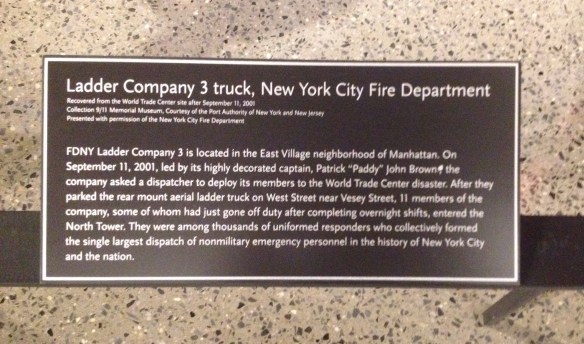 Ladder Company 3 truck, New York City Fire Department
Recovered from the World Trade Center site after September 11, 2001
Collection 9/11 Memorial Museum, Courtesy of the Port Authority of New York and New Jersey
Presented with permission of the New York City Fire Department
FDNY Ladder Company 3 is located in the East Village neighborhood of Manhattan. On
September 11, 2001, led by its highly decorated captain, Patrick “Paddy” John Brown, the
company asked a dispatcher to deploy its members to the World Trade Center disaster. After they
parked the rear mount aerial ladder truck on West Street near Vesey Street, 11 members of the
company, some of whom had just gone off duty after completing overnight shifts, entered the
North Tower. They were among thousands of uniformed responders who collectively formed
the single largest dispatch of nonmilitary emergency personnel in the history of New York City
and the nation.